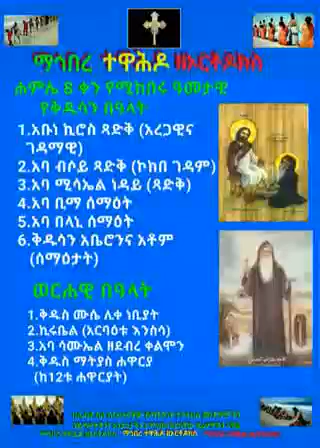 ማኅበረ ተዋሕዶ ዘኦርቶዶክስ
ሐምሌ 8 ቀን የሚከበሩ ዓመታዊ
የቅዱሳን በዓላት
1.አቡነ ኪሮስ ጻድቅ (አረጋዊና
ገዳማዊ)
2.አባ ብሶይ ጻድቅ (ኮከበ ገዳም)
3.አባ ሚሳኤል ነዳይ (ጻድቅ)
4.አባ ቢማ ሰማዕት
5.አባ በላኒ ሰማዕት
6.ቅዱሳን አቤሮንና አቶም
(ሰማዕታት)
ወርሐዊ በዓላት
1.ቅዱስ ሙሴ ሊቀ ነቢያት
2.ኪሩቤል (አርባዕቱ እንስሳ)
3.አባ ሳሙኤል ዘደብረ ቀልሞን
4.ቅዱስ ማትያስ ሐዋርያ
(ከ12ቱ ሐዋርያት)
ማኅበረ ተዋሕዶ ዘኦርቶዶክስ